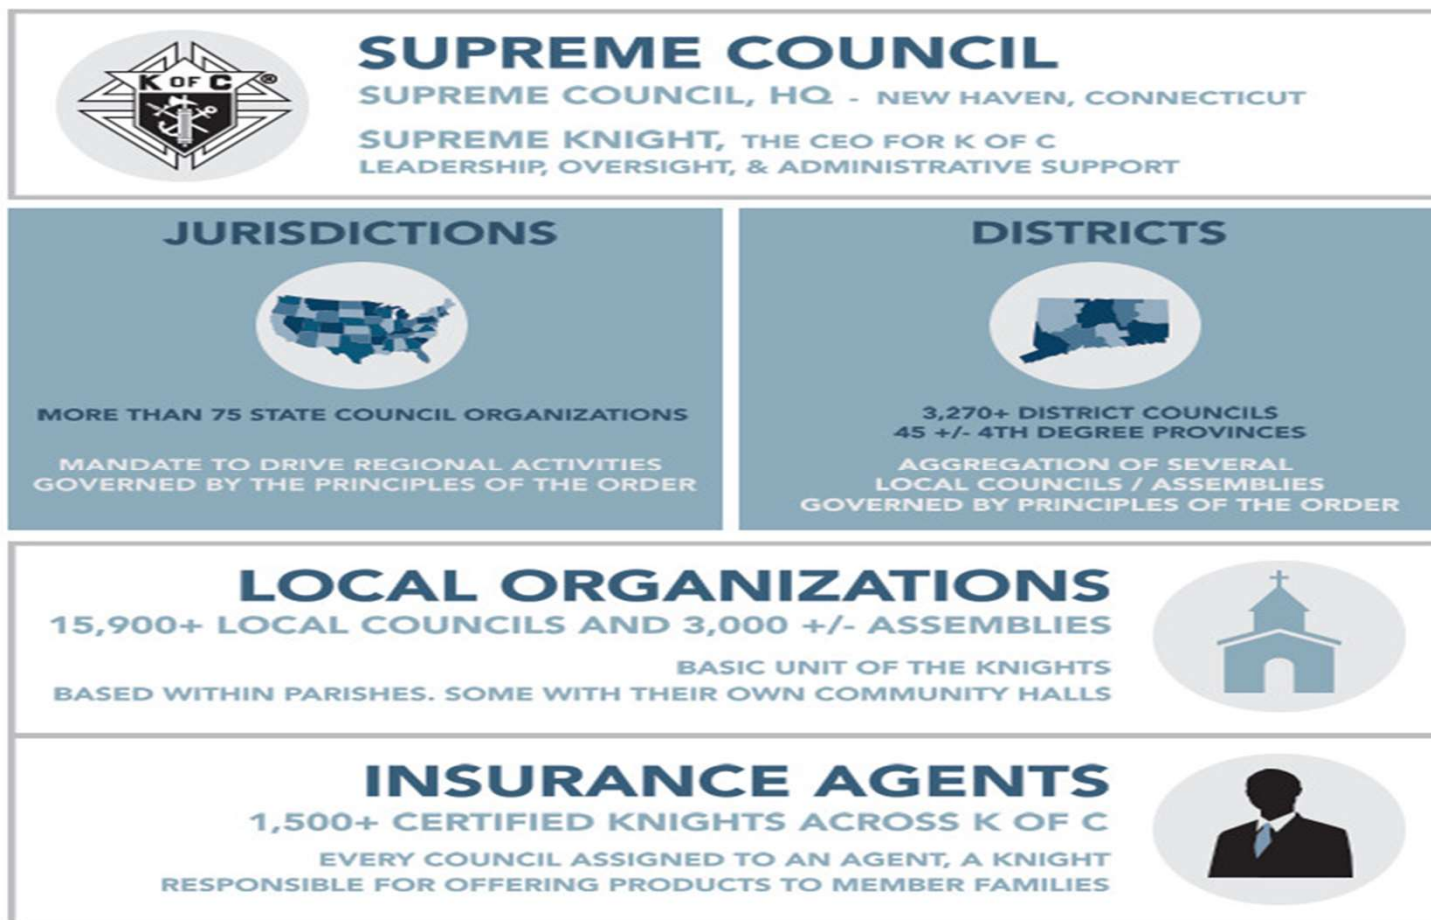 K OF C ®
SUPREME COUNCIL
SUPREME COUNCIL, HQ - NEW HAVEN, CONNECTICUT
SUPREME KNIGHT, THE CEO FOR K OF C
LEADERSHIP, OVERSIGHT, & ADMINISTRATIVE SUPPORT
JURISDICTIONS
MORE THAN 75 STATE COUNCIL ORGANIZATIONS
MANDATE TO DRIVE REGIONAL ACTIVITIES
GOVERNED BY THE PRINCIPLES OF THE ORDER
DISTRICTS
3,270+ DISTRICT COUNCILS
45 +/- 4TH DEGREE PROVINCES
AGGREGATION OF SEVERAL
LOCAL COUNCILS / ASSEMBLIES
GOVERNED BY PRINCIPLES OF THE ORDER
LOCAL ORGANIZATIONS
15,900+ LOCAL COUNCILS AND 3,000 +/- ASSEMBLIES
BASIC UNIT OF THE KNIGHTS
BASED WITHIN PARISHES. SOME WITH THEIR OWN COMMUNITY HALLS
INSURANCE AGENTS
1,500+ CERTIFIED KNIGHTS ACROSS K OF C
EVERY COUNCIL ASSIGNED TO AN AGENT, A KNIGHT
RESPONSIBLE FOR OFFERING PRODUCTS TO MEMBER FAMILIES